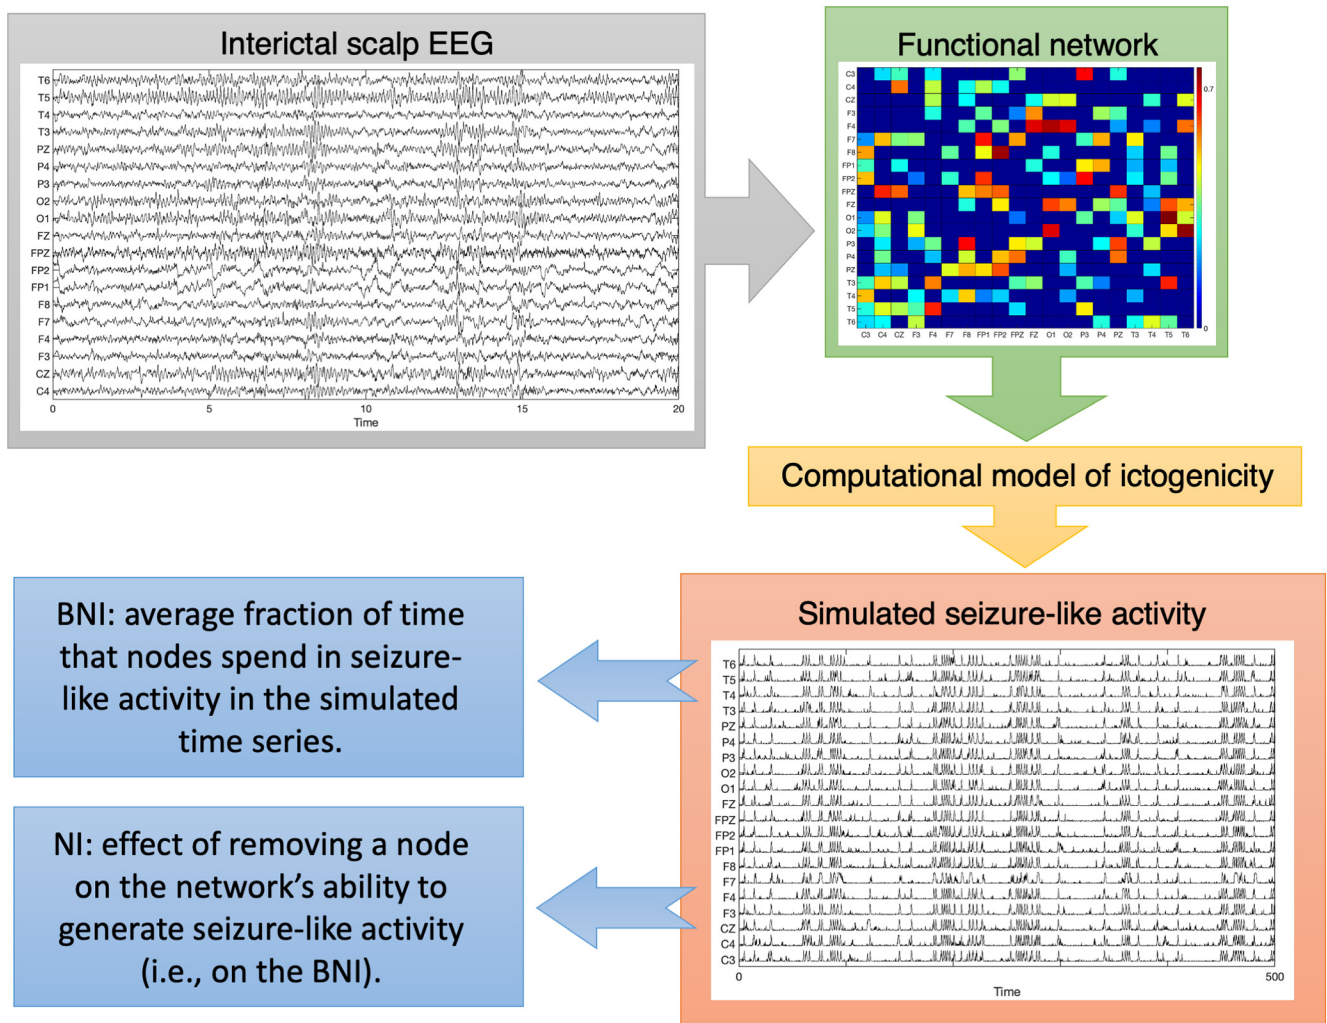 Interictal scalp EEG
T6
T5
T4
T3
PZ
P4
P3
O2
O1
FZ
FPZ
FP2
FP1
F8
F7
F4
F3
CZ
C4
0 5 10 15 20
Time
Functional network
C3
C4
CZ
F3
F4
F7
F8
FP1
FP2
FPZ
FZ
O1
O2
P3
P4
PZ
T3
T4
T5
T6
C3 C4 CZ F3 F4 F7 F8 FP1 FP2 FPZ FZ O1 O2 P3 P4 PZ T3 T4 T5 T6
0.7
0
Computational model of ictogenicity
Simulated seizure-like activity
T6
T5
T4
T3
PZ
P4
P3
O2
O1
FZ
FPZ
FP2
FP1
F8
F7
F4
F3
CZ
C4
C3
0 500
Time
BNI: average fraction of time
that nodes spend in seizure-
like activity in the simulated
time series.
NI: effect of removing a node
on the network’s ability to
generate seizure-like activity
(i.e., on the BNI).